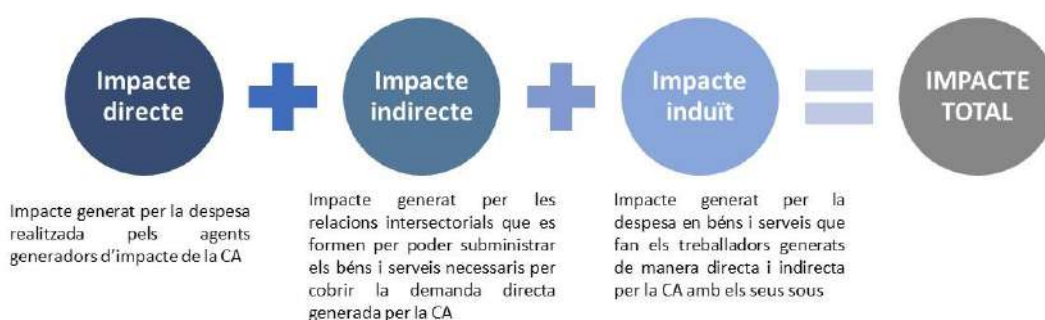 Impacte
directe
Impacte
indirecte
Impacte
induït
IMPACTE
TOTAL
Impacte generat per la despesa
realitzada pels agents
generadors d'impacte de la CA
Impacte generat per les
relacions intersectorials que es
formen per poder subministrar
els béns i serveis necessaris per
cobrir la demanda directa
generada per la CA
Impacte generat per la
despesa en béns i serveis que
fan els treballadors generats
de manera directa i indirecta
per la CA amb els seus sous